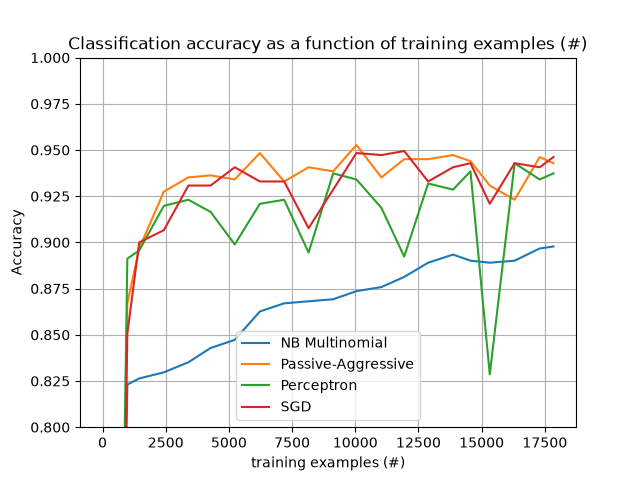 Classification accuracy as a function of training examples (#)
1.000
0.975
0.950
0.925
0.900
0.875
0.850
0.825
0.800
Accuracy
NB Multinomial
Passive-Aggressive
Perceptron
SGD
0 2500 5000 7500 10000 12500 15000 17500
training examples (#)